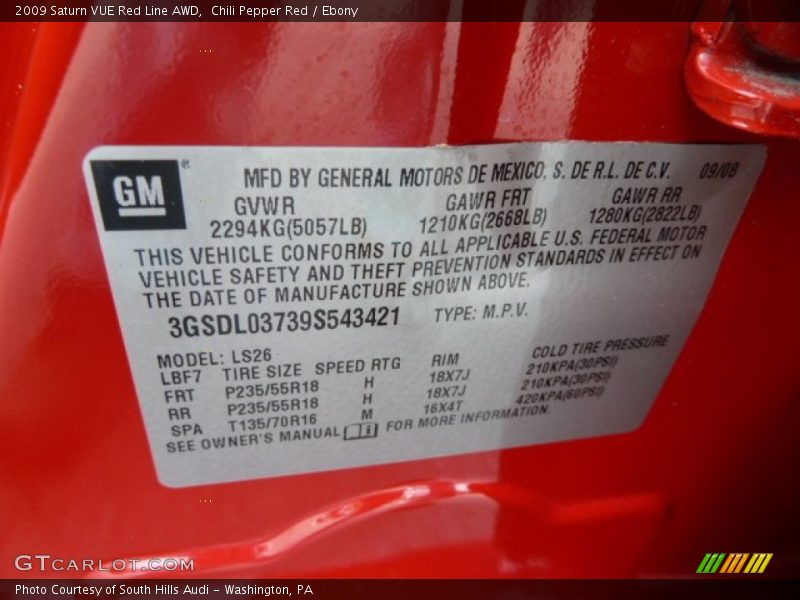 2009 Saturn VUE Red Line AWD,  Chili Pepper Red / Ebony
GM®
MFD BY GENERAL MOTORS DE MEXICO, S. DE R.L. DE C.V. 09/08
GVWR GAWR FRT GAWR RR
2294KG(5057LB) 1210KG(2668LB) 1280KG(2822LB)
THIS VEHICLE CONFORMS TO ALL APPLICABLE U.S. FEDERAL MOTOR
VEHICLE SAFETY AND THEFT PREVENTION STANDARDS IN EFFECT ON
THE DATE OF MANUFACTURE SHOWN ABOVE.
3GSDL03739S543421 TYPE: M.P.V.
MODEL: LS26
LBF7 TIRE SIZE SPEED RTG RIM COLD TIRE PRESSURE
FRT P235/55R18 H 18X7J 210KPA(30PSI)
RR P235/55R18 H 18X7J 210KPA(30PSI)
SPA T135/70R16 M 16X4T 420KPA(60PSI)
SEE OWNER'S MANUAL FOR MORE INFORMATION.
GTCARLOT.COM
Photo Courtesy of South Hills Audi - Washington, PA